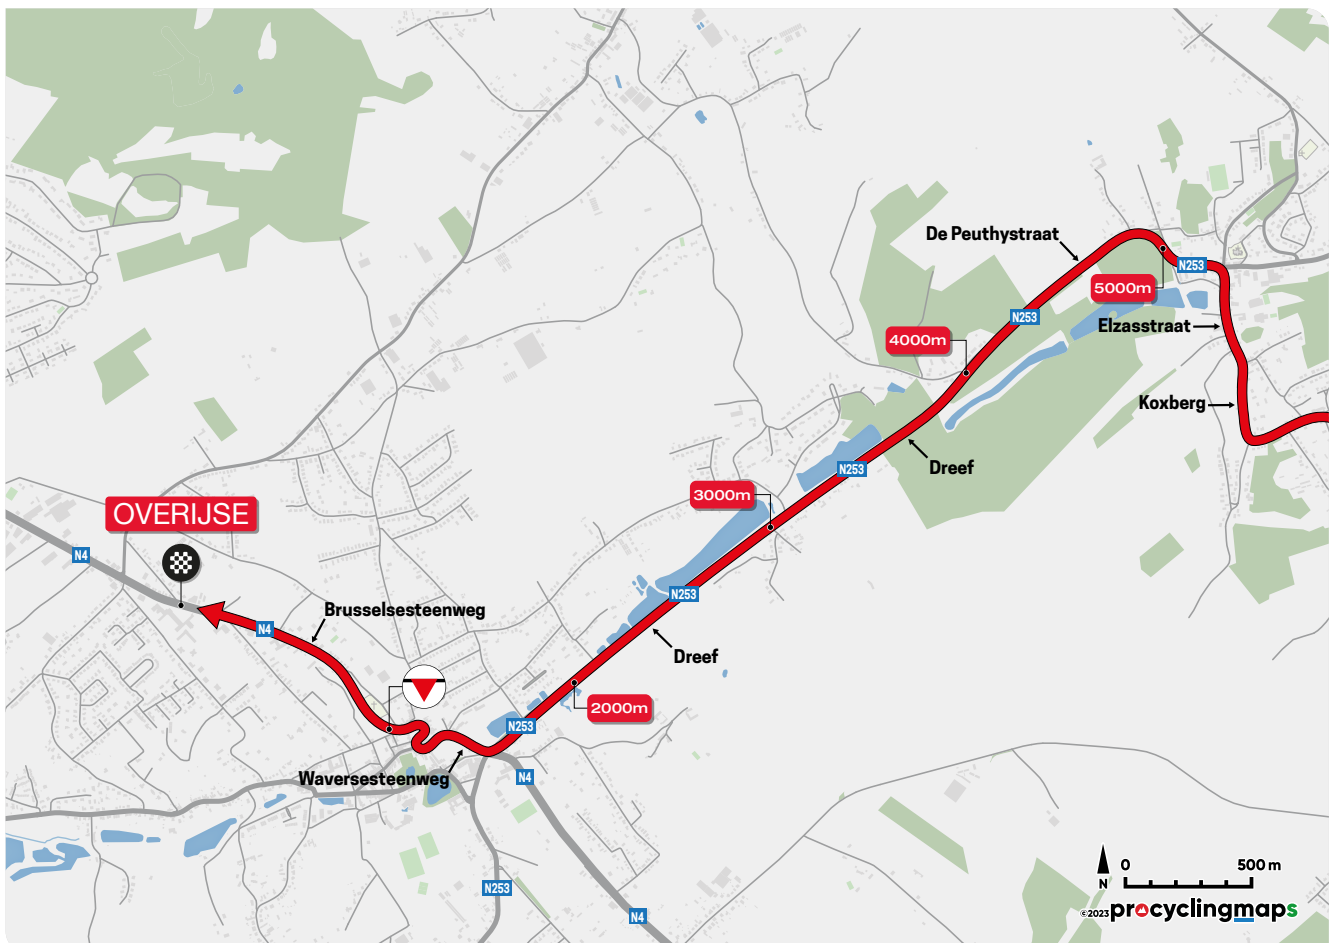 De Peuthystraat
N253
5000m
N253
Elzasstraat
4000m
Koxberg
Dreef
N253
3000m
OVERIJSE
N4
N253
Brusselsesteenweg
N4
Dreef
2000m
N253
Waversesteenweg
N4
N253
N4
N
0 500 m
©2023 procyclingmaps